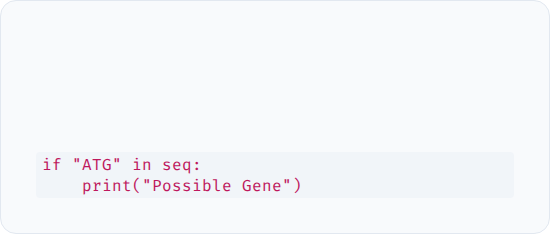 if "ATG" in seq:
    print("Possible Gene")